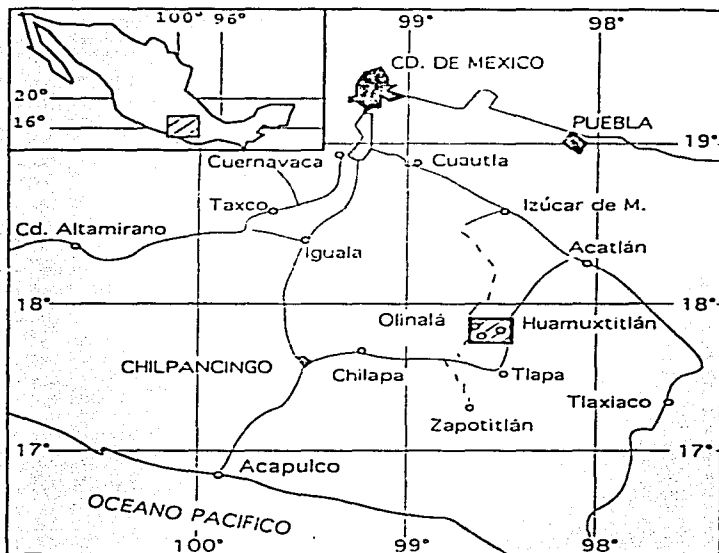 100° 96°
99° 98°
CD. DE MEXICO
20°
16°
PUEBLA
19°
Cuernavaca
Cuautla
Taxco
Izúcar de M.
Cd. Altamirano
Iguala
Acatlán
18° 18°
Olinalá Huamuxtitlán
CHILPANCINGO
Chilapa
Tlapa
Tlaxiaco
Zapotitlán
17° 17°
Acapulco
OCEANO PACIFICO
100° 99° 98°